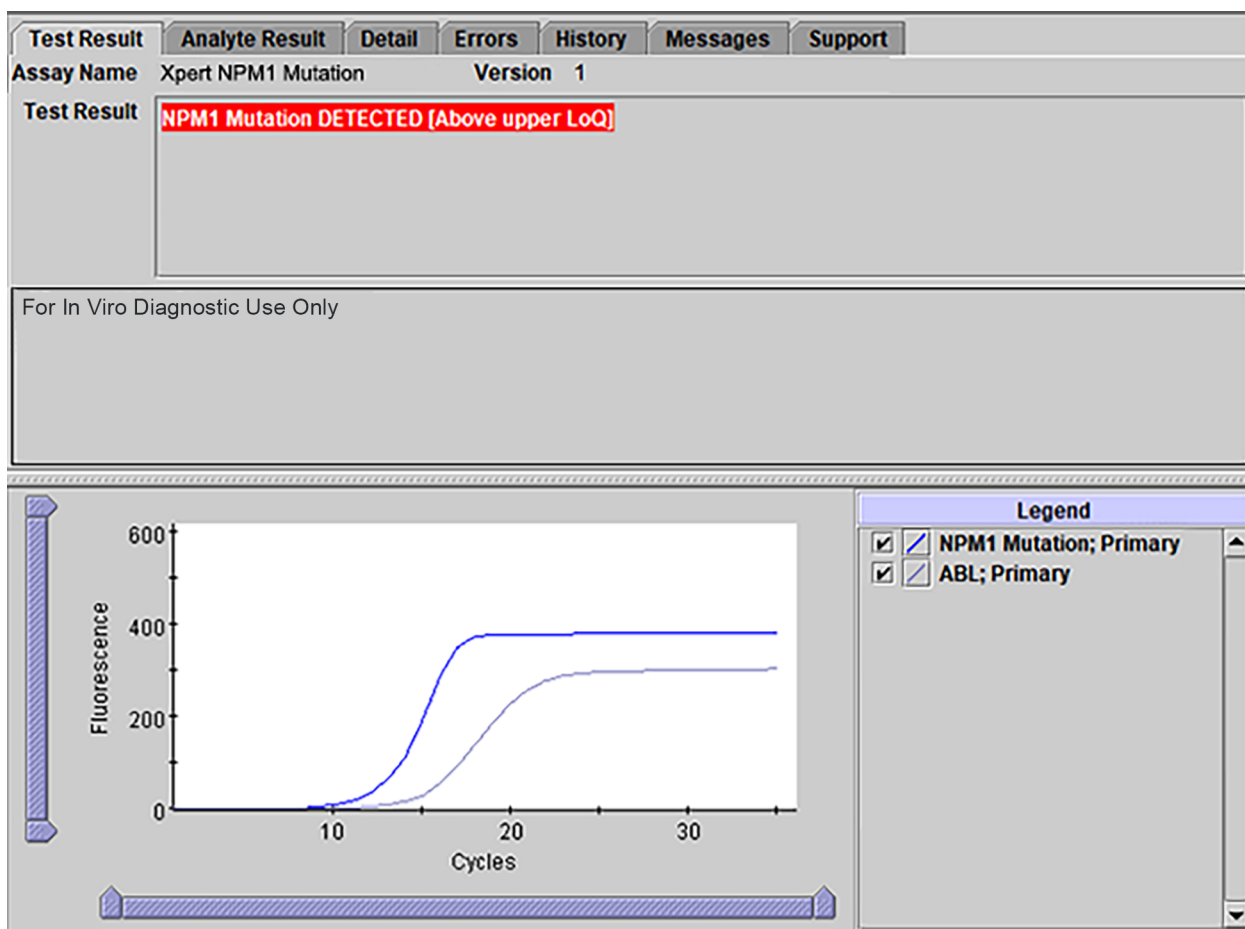 Test Result Analyte Result Detail Errors History Messages Support
Assay Name Xpert NPM1 Mutation Version 1
Test Result NPM1 Mutation DETECTED [Above upper LoQ]
For In Viro Diagnostic Use Only
600
400
200
0
Fluorescence
10 20 30
Cycles
Legend
NPM1 Mutation; Primary
ABL; Primary